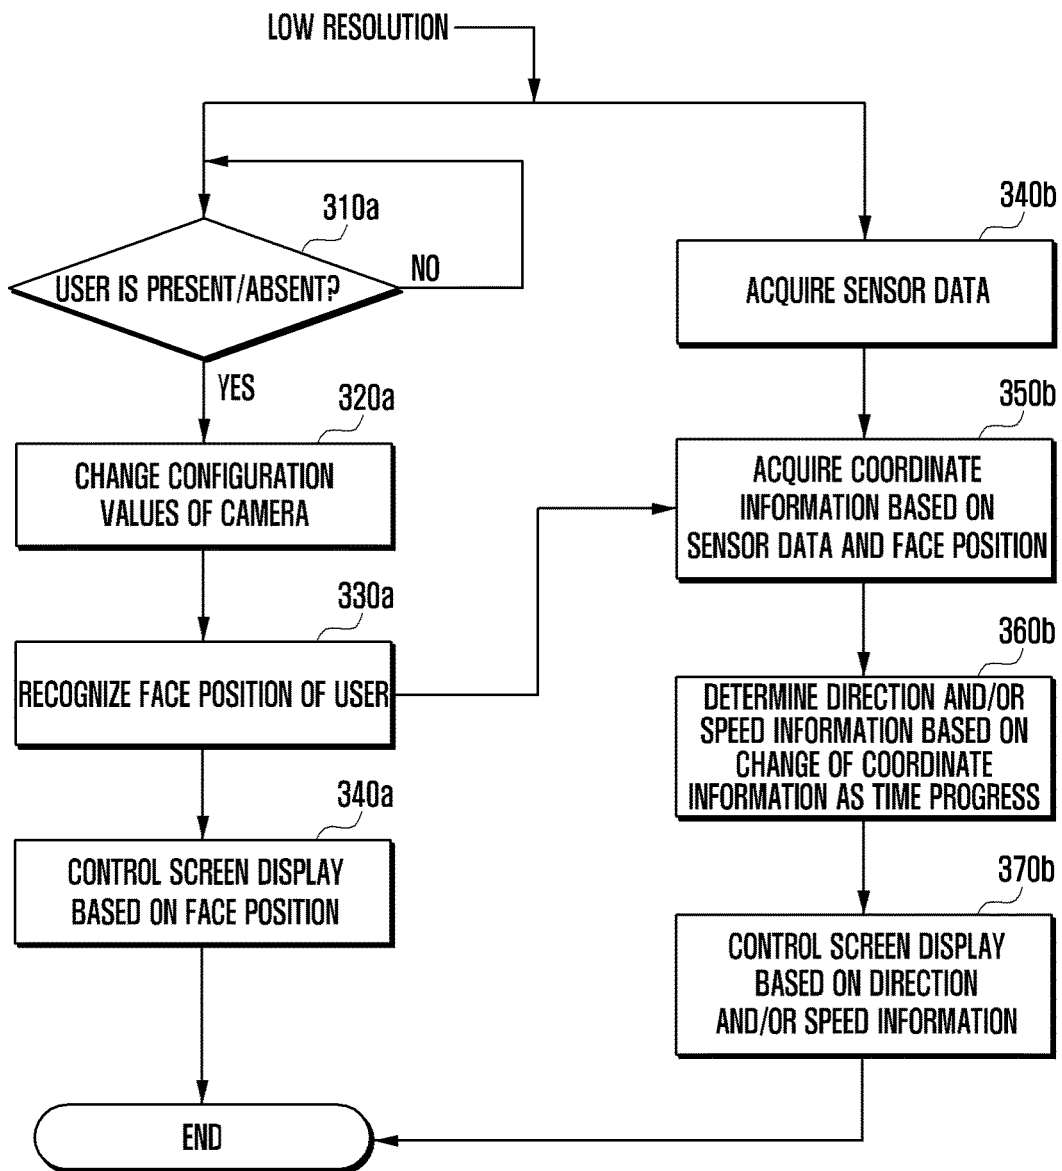 LOW RESOLUTION
310a
USER IS PRESENT/ABSENT?
NO
YES
320a
CHANGE CONFIGURATION
VALUES OF CAMERA
330a
RECOGNIZE FACE POSITION OF USER
340a
CONTROL SCREEN DISPLAY
BASED ON FACE POSITION
340b
ACQUIRE SENSOR DATA
350b
ACQUIRE COORDINATE
INFORMATION BASED ON
SENSOR DATA AND FACE POSITION
360b
DETERMINE DIRECTION AND/OR
SPEED INFORMATION BASED ON
CHANGE OF COORDINATE
INFORMATION AS TIME PROGRESS
370b
CONTROL SCREEN DISPLAY
BASED ON DIRECTION
AND/OR SPEED INFORMATION
END